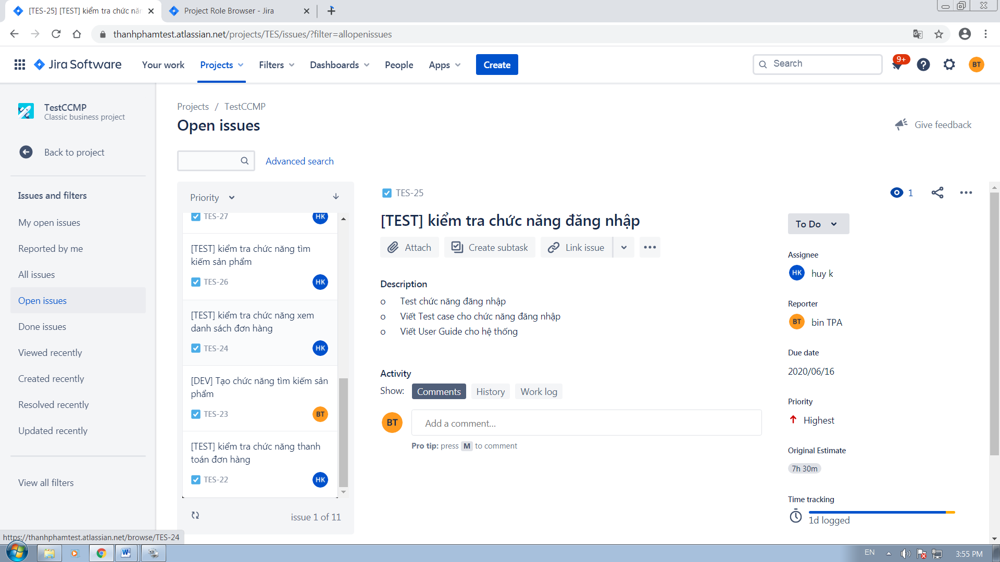 [TES-25] [TEST] kiểm tra chức năn
Project Role Browser - Jira
thanhphamtest.atlassian.net/projects/TES/issues/?filter=allopenissues
Jira Software
Your work
Projects
Filters
Dashboards
People
Apps
Create
Search
9+
BT
TestCCMP
Classic business project
Back to project
Issues and filters
My open issues
Reported by me
All issues
Open issues
Done issues
Viewed recently
Created recently
Resolved recently
Updated recently
View all filters
Projects / TestCCMP
Open issues
Give feedback
Advanced search
Priority
TES-27
HK
[TEST] kiểm tra chức năng tìm
kiếm sản phẩm
TES-26
HK
[TEST] kiểm tra chức năng xem
danh sách đơn hàng
TES-24
HK
[DEV] Tạo chức năng tìm kiếm sản
phẩm
TES-23
BT
[TEST] kiểm tra chức năng thanh
toán đơn hàng
TES-22
HK
issue 1 of 11
TES-25
1
[TEST] kiểm tra chức năng đăng nhập
Attach
Create subtask
Link issue
Description
o Test chức năng đăng nhập
o Viết Test case cho chức năng đăng nhập
o Viết User Guide cho hệ thống
Activity
Show:
Comments
History
Work log
BT
Add a comment...
Pro tip: press M to comment
To Do
Assignee
HK
huy k
Reporter
BT
bin TPA
Due date
2020/06/16
Priority
Highest
Original Estimate
7h 30m
Time tracking
1d logged
https://thanhphamtest.atlassian.net/browse/TES-24
EN
3:55 PM